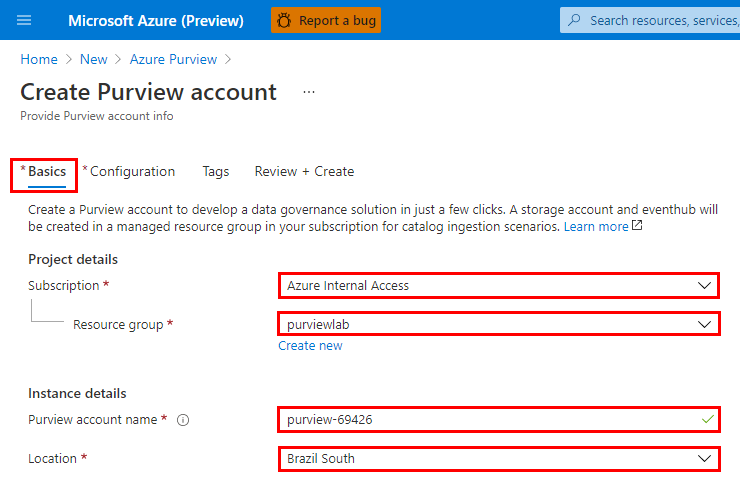 Microsoft Azure (Preview) Report a bug Search resources, services,
Home > New > Azure Purview >
Create Purview account ...
Provide Purview account info
* Basics * Configuration Tags Review + Create
Create a Purview account to develop a data governance solution in just a few clicks. A storage account and eventhub will
be created in a managed resource group in your subscription for catalog ingestion scenarios. Learn more
Project details
Subscription * Azure Internal Access
Resource group * purviewlab
Create new
Instance details
Purview account name * purview-69426
Location * Brazil South